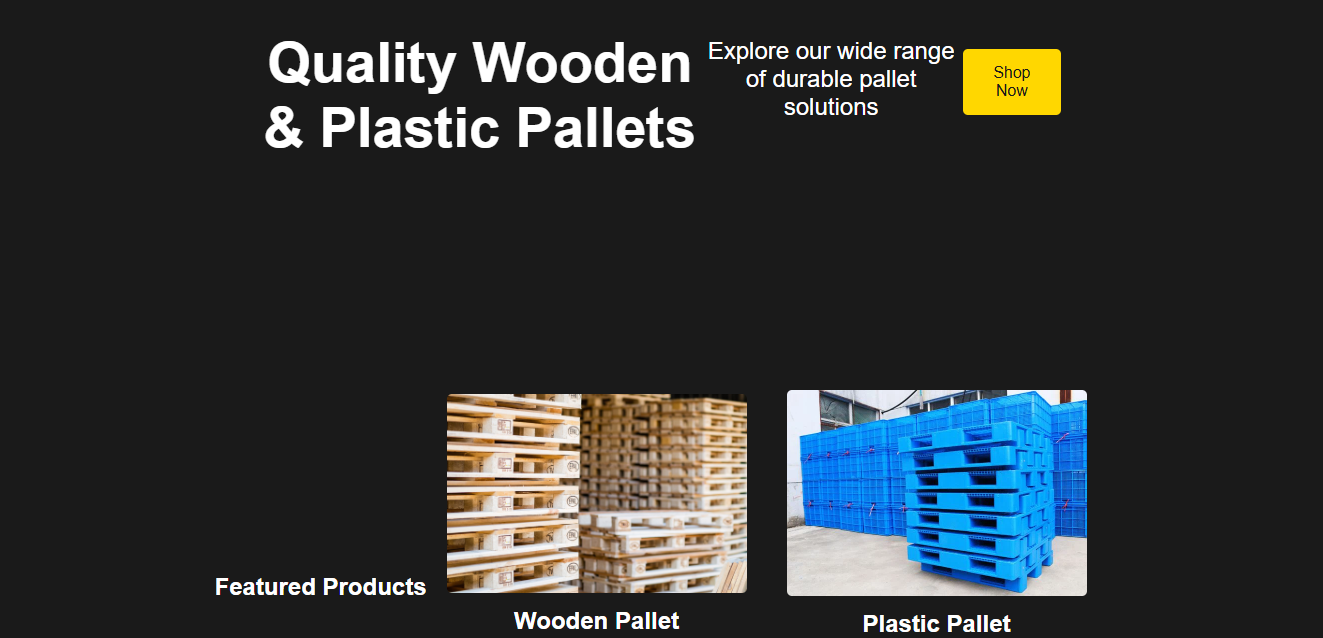 Quality Wooden
& Plastic Pallets
Explore our wide range
of durable pallet
solutions
Shop
Now
Featured Products
Wooden Pallet
Plastic Pallet